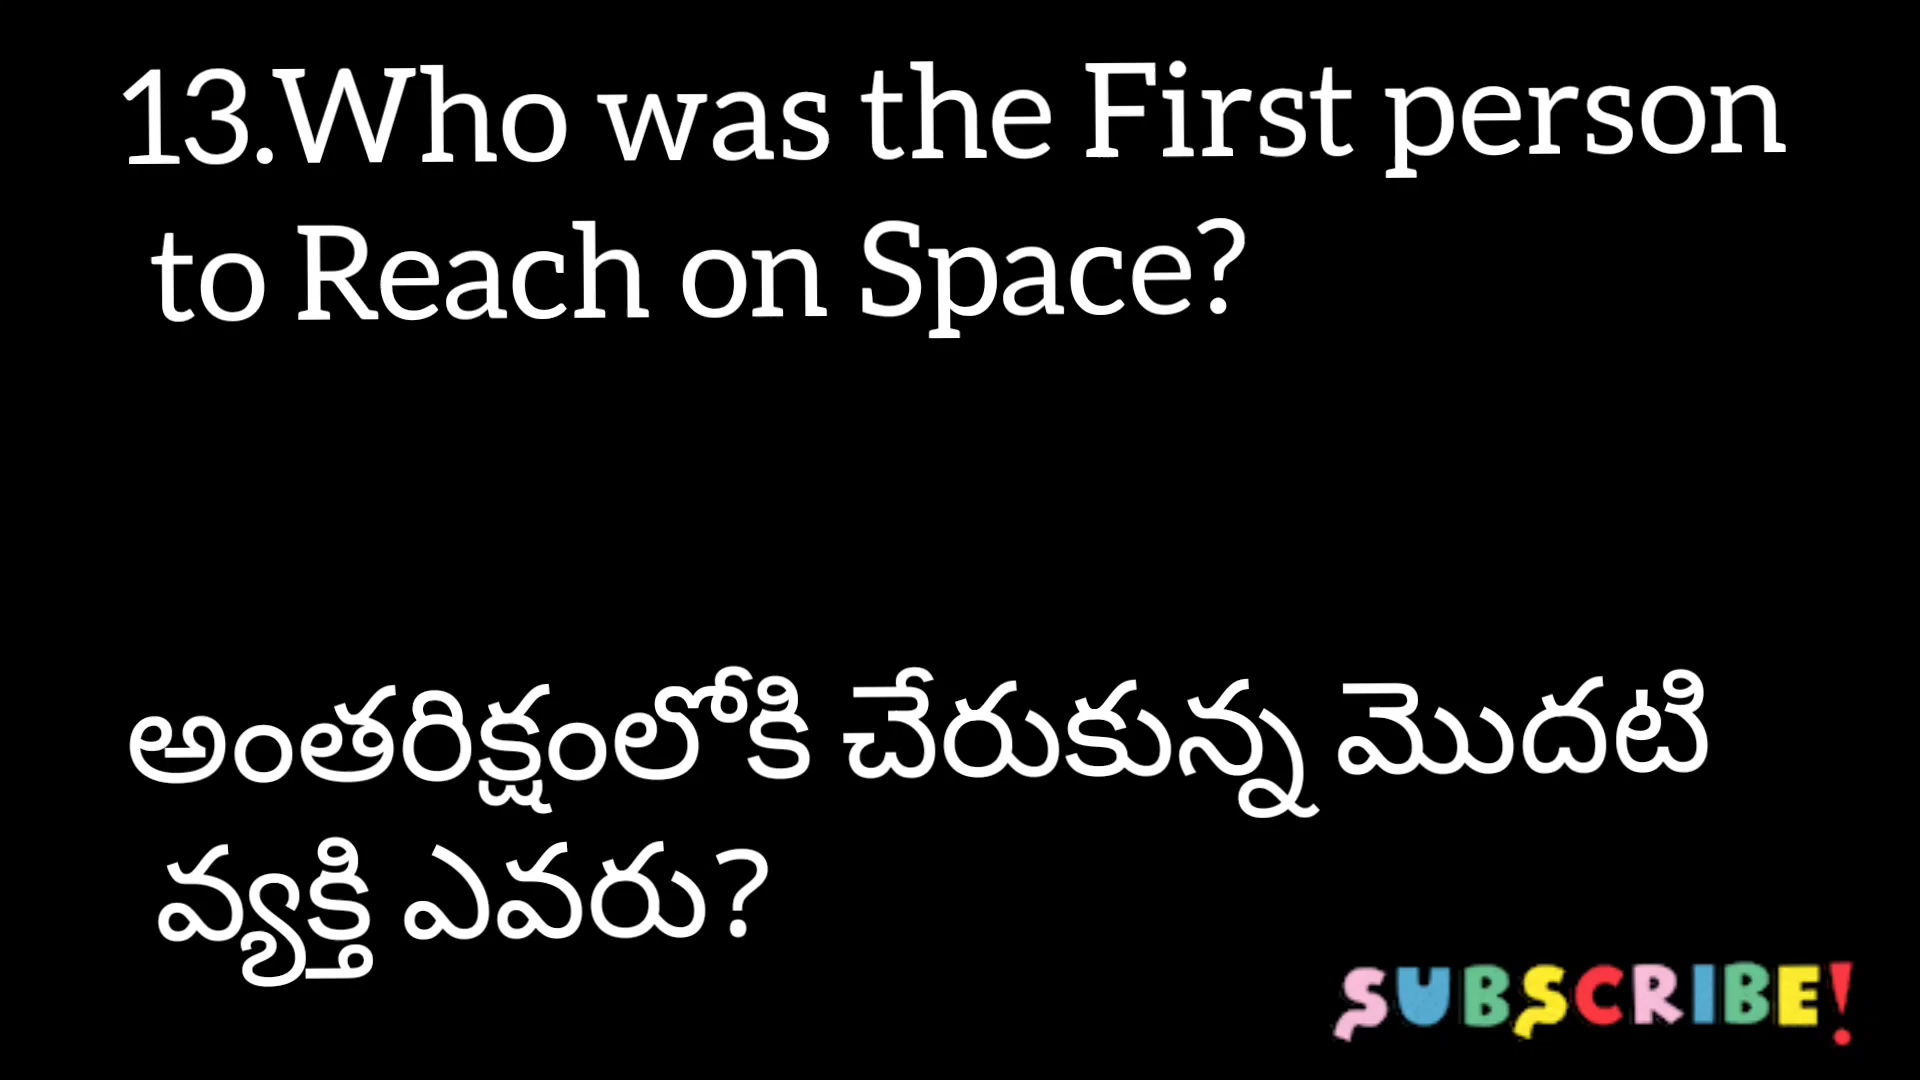 13.Who was the First person
to Reach on Space?
అంతరిక్షంలోకి చేరుకున్న మొదటి
వ్యక్తి ఎవరు?
SUBSCRIBE!